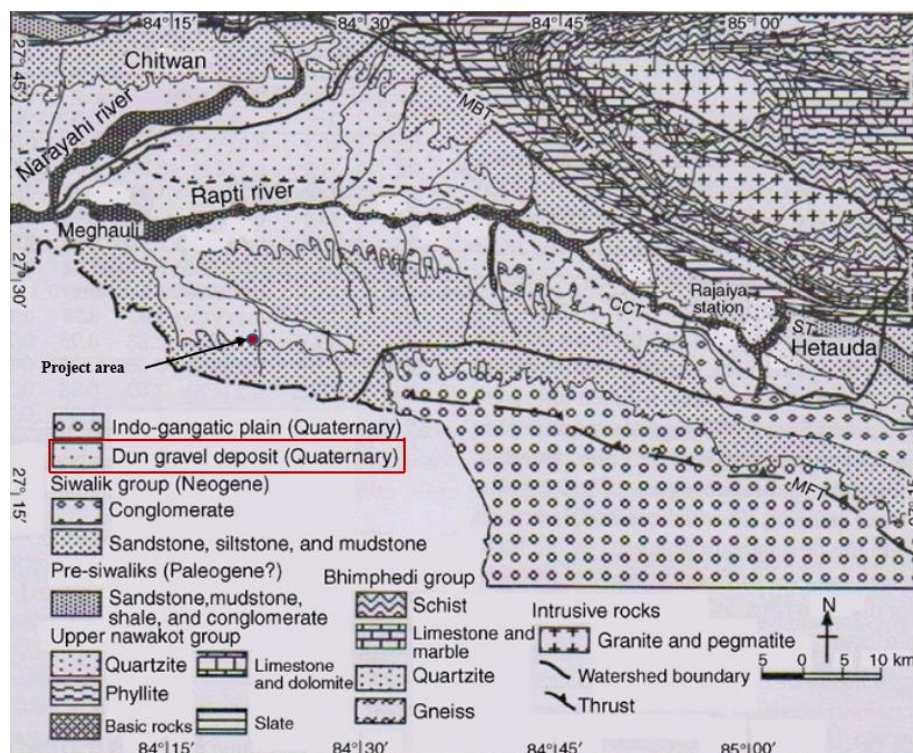 84° 15' 84° 30' 84° 45' 85° 00'
27° 45'
Chitwan
MBT
Narayahi river
MT
Rapti river
Meghauli
27° 30'
Rajaiya
station
CCT
ST
Hetauda
Project area
Indo-gangatic plain (Quaternary)
Dun gravel deposit (Quaternary)
Siwalik group (Neogene)
27° 15'
MFT
Conglomerate
Sandstone, siltstone, and mudstone
Pre-siwaliks (Paleogene?)
Sandstone,mudstone,
shale, and conglomerate
Upper nawakot group
Quartzite
Limestone
and dolomite
Phyllite
Basic rocks
Slate
Bhimphedi group
Schist
Limestone and
marble
Quartzite
Gneiss
Intrusive rocks
Granite and pegmatite
Watershed boundary
Thrust
N
5 0 10 km
84° 15' 84° 30' 84° 45' 85° 00'